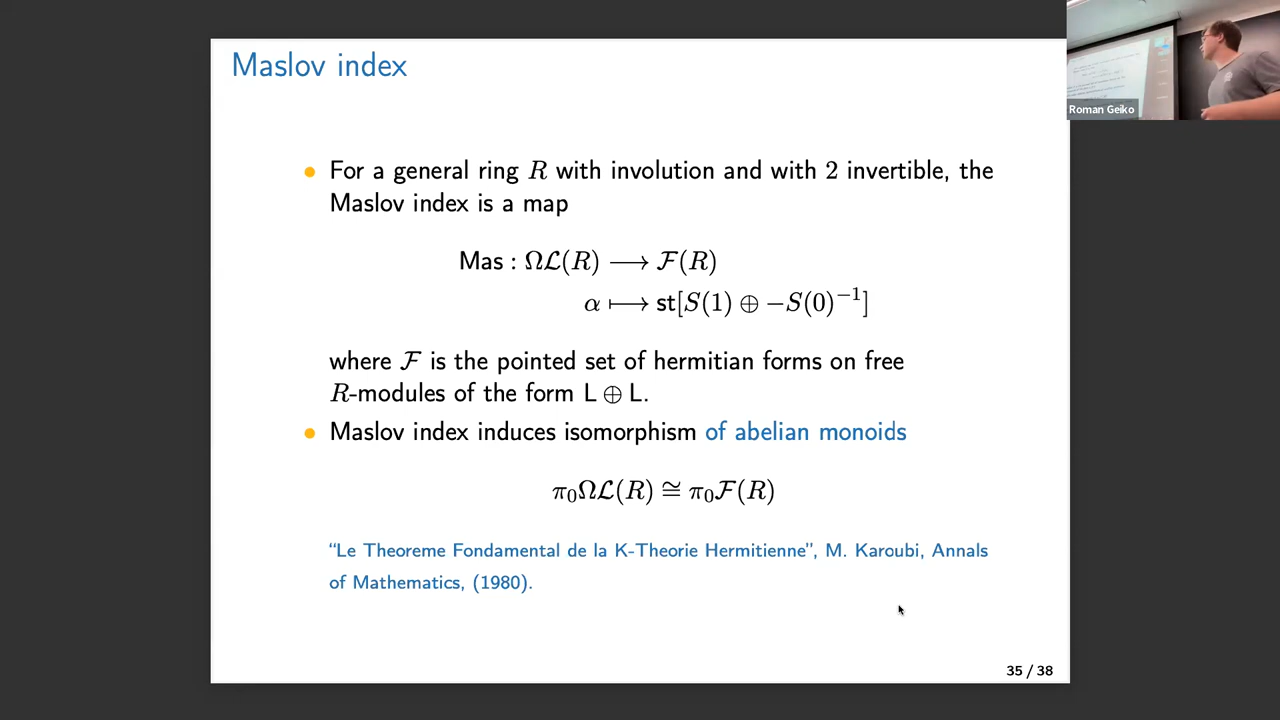 Maslov index
Roman Geiko
• For a general ring R with involution and with 2 invertible, the
Maslov index is a map
Mas : Ωℒ(R) ⟶ ℱ(R)
α ⟼ st[S(1) ⊕ −S(0)⁻¹]
where ℱ is the pointed set of hermitian forms on free
R-modules of the form L ⊕ L.
• Maslov index induces isomorphism of abelian monoids
π₀Ωℒ(R) ≅ π₀ℱ(R)
“Le Theoreme Fondamental de la K-Theorie Hermitienne”, M. Karoubi, Annals
of Mathematics, (1980).
35 / 38